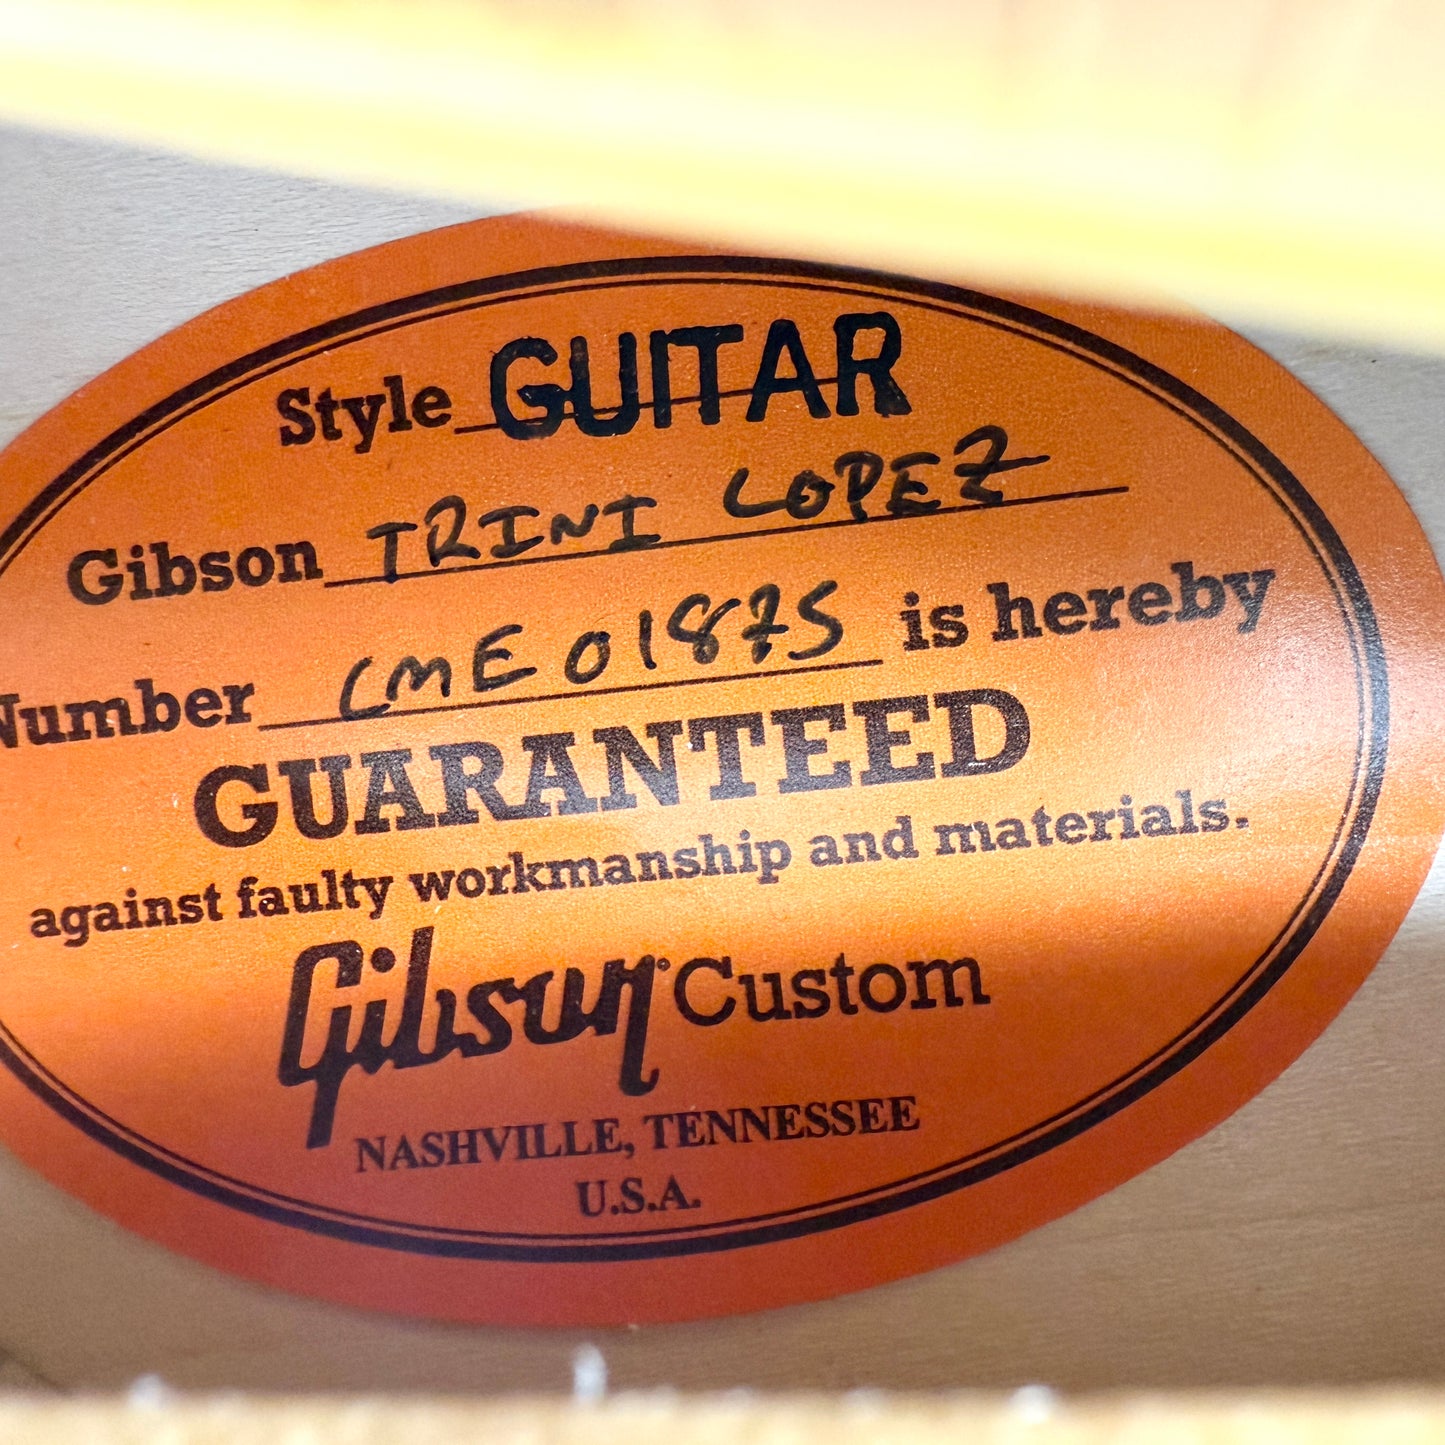 Style GUITAR
Gibson TRINI LOPEZ
Number CME01875 is hereby
GUARANTEED
against faulty workmanship and materials.
Gibson Custom
NASHVILLE, TENNESSEE
U.S.A.